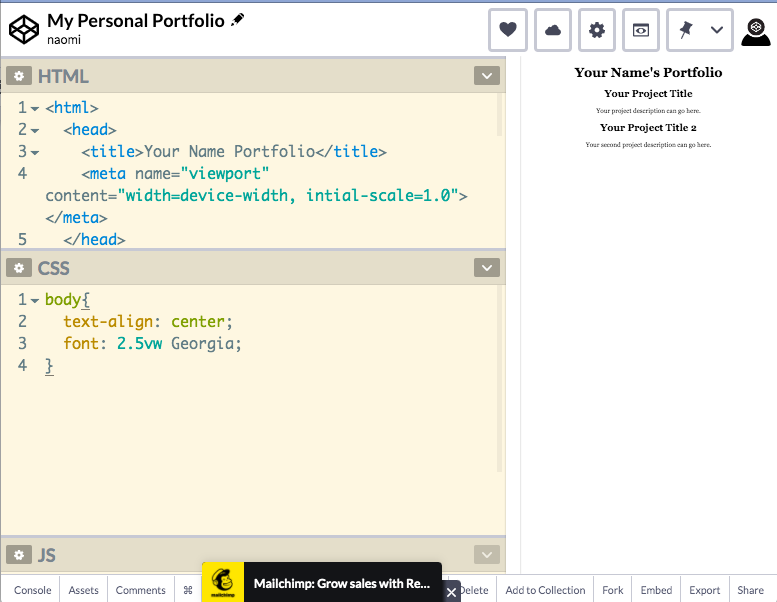 My Personal Portfolio
naomi
HTML
1 <html>
2 <head>
3 <title>Your Name Portfolio</title>
4 <meta name="viewport"
content="width=device-width, intial-scale=1.0">
</meta>
5 </head>
CSS
1 body{
2 text-align: center;
3 font: 2.5vw Georgia;
4 }
JS
Your Name's Portfolio
Your Project Title
Your project description can go here.
Your Project Title 2
Your second project description can go here.
mailchimp
Mailchimp: Grow sales with Re...
Console Assets Comments ⌘ Delete Add to Collection Fork Embed Export Share